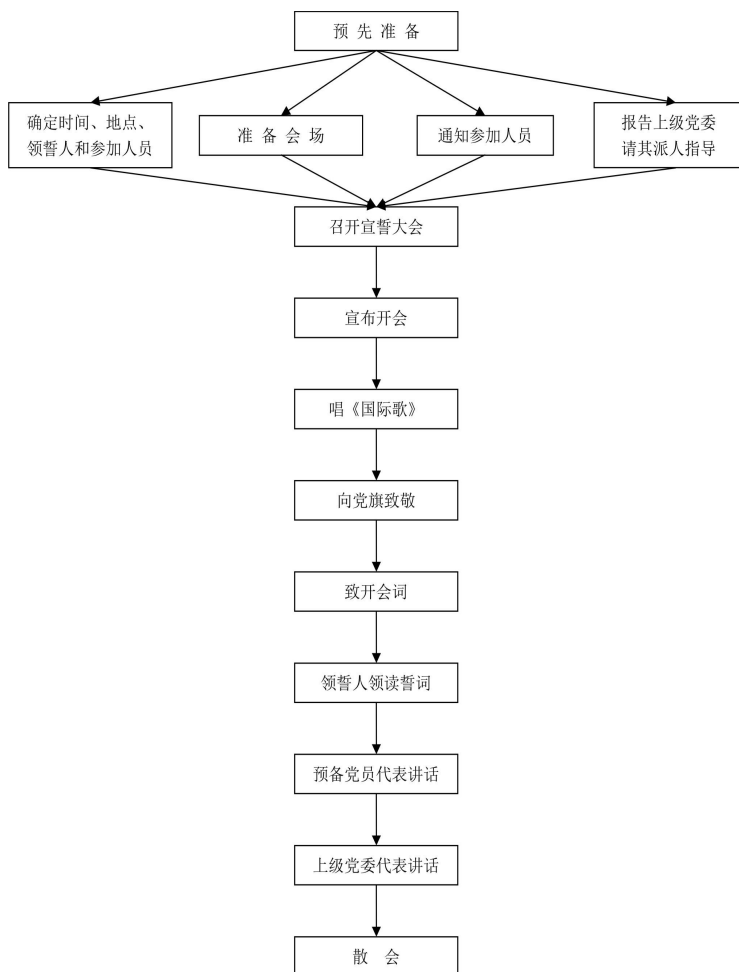 预先准备
确定时间、地点、
领誓人和参加人员
准备会场
通知参加人员
报告上级党委
请其派人指导
召开宣誓大会
宣布开会
唱《国际歌》
向党旗致敬
致开会词
领誓人领读誓词
预备党员代表讲话
上级党委代表讲话
散会